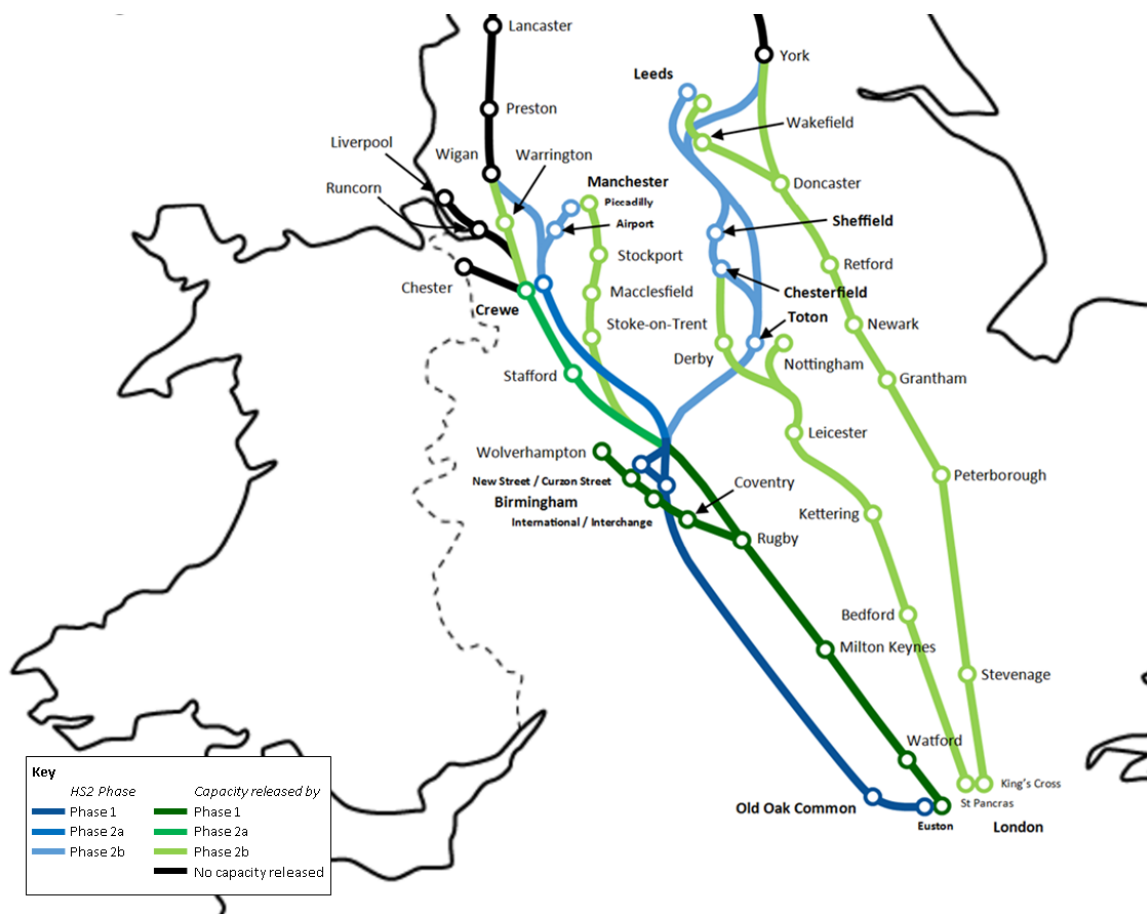 Lancaster
York
Leeds
Preston
Wakefield
Liverpool
Wigan
Warrington
Runcorn
Manchester
Piccadilly
Doncaster
Airport
Sheffield
Stockport
Retford
Chester
Chesterfield
Macclesfield
Crewe
Toton
Newark
Stoke-on-Trent
Derby
Nottingham
Stafford
Grantham
Leicester
Wolverhampton
Peterborough
New Street / Curzon Street
Coventry
Birmingham
International / Interchange
Kettering
Rugby
Bedford
Milton Keynes
Stevenage
Watford
King's Cross
St Pancras
Old Oak Common
Euston
London
Key
HS2 Phase
Capacity released by
Phase 1
Phase 1
Phase 2a
Phase 2a
Phase 2b
Phase 2b
No capacity released